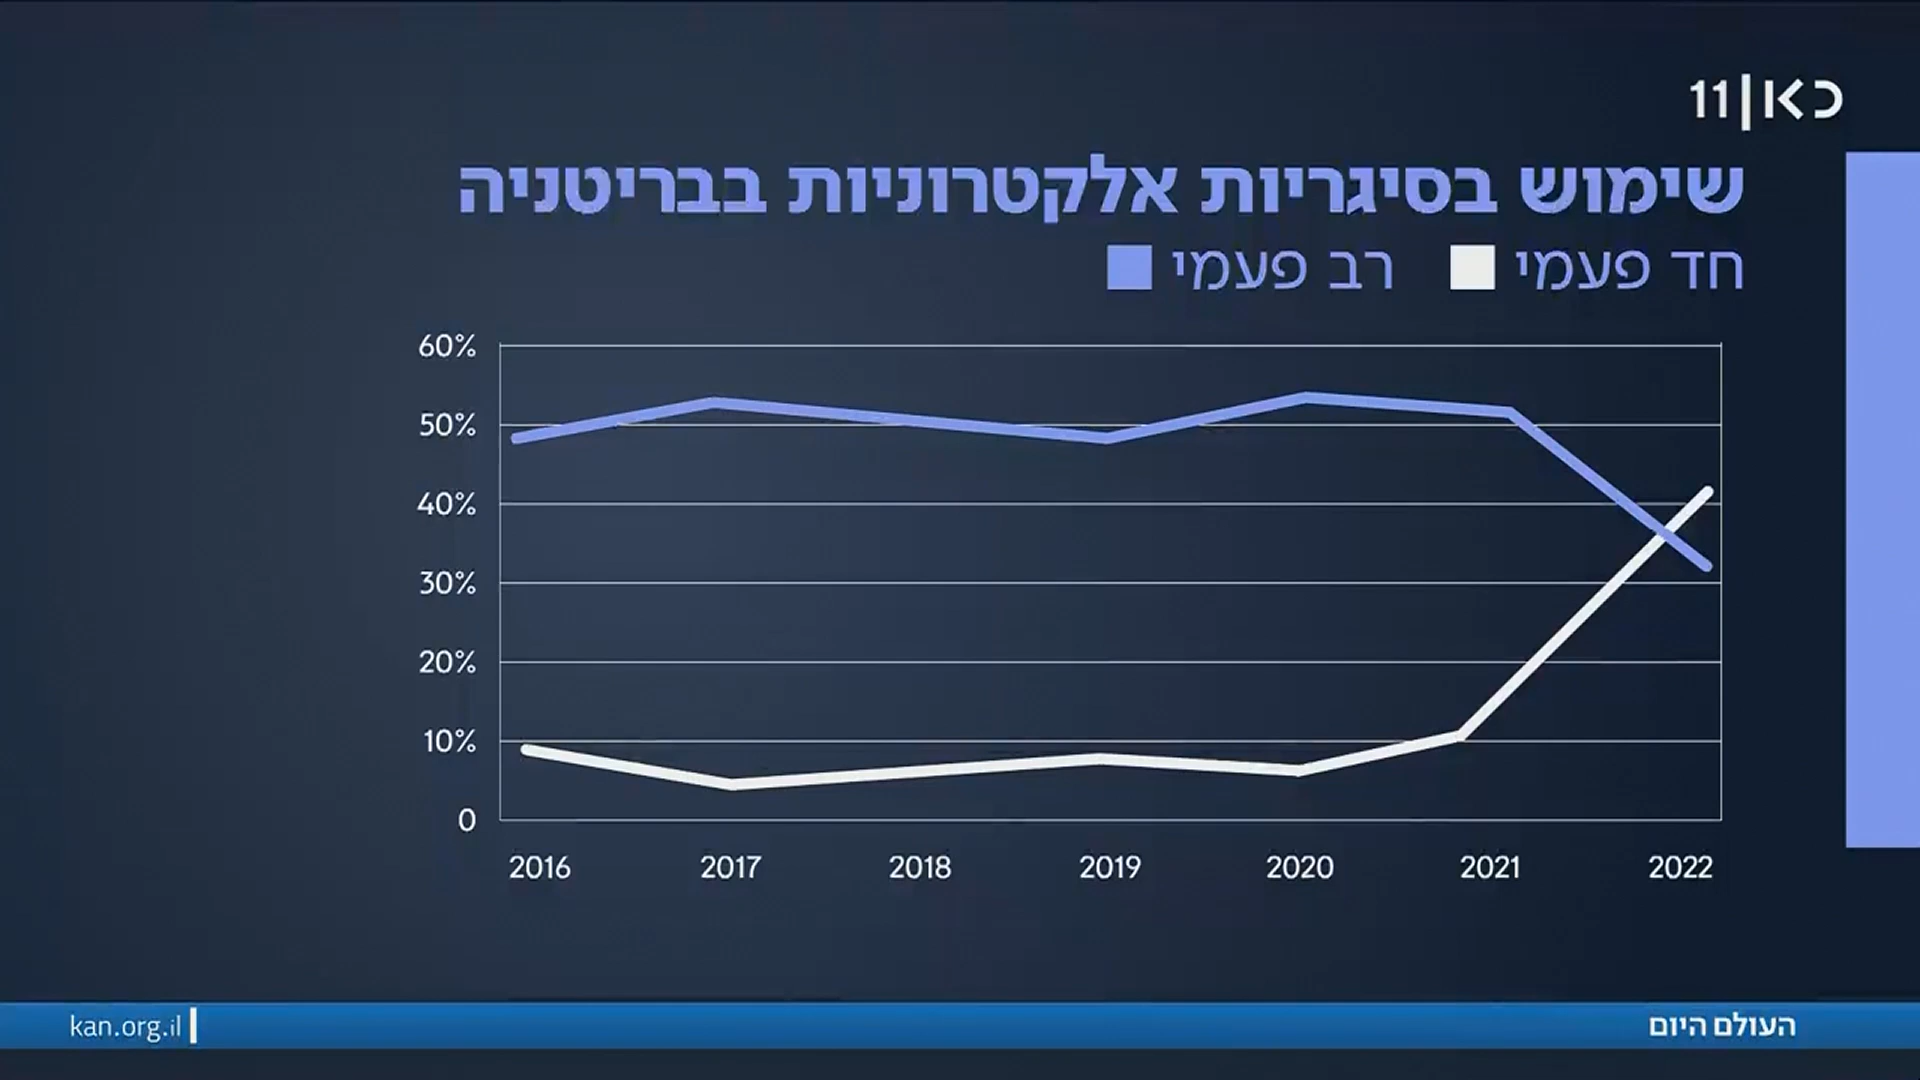 כאן|11
שימוש בסיגריות אלקטרוניות בבריטניה
חד פעמי רב פעמי
60%
50%
40%
30%
20%
10%
0
2016 2017 2018 2019 2020 2021 2022
העולם היום
kan.org.il